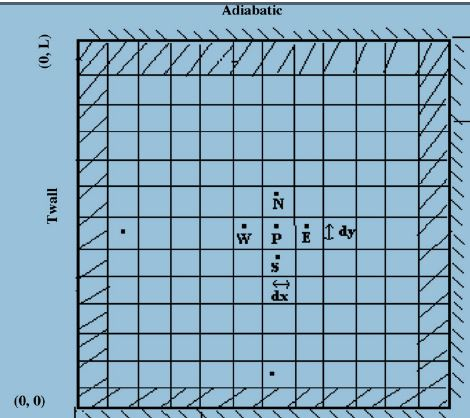 Adiabatic
(0, L)
Twall
N
W P E dy
S
dx
(0, 0)